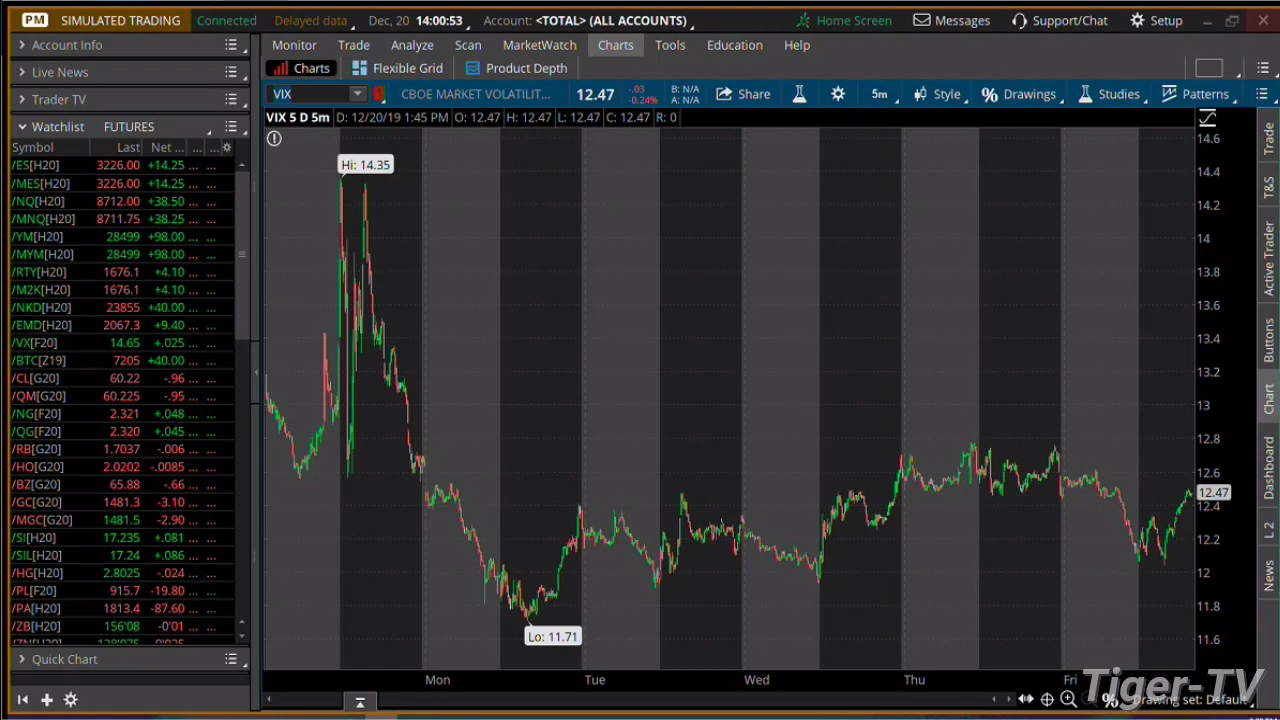 PM SIMULATED TRADING Connected Delayed data Dec, 20 14:00:53 Account: <TOTAL> (ALL ACCOUNTS) Home Screen Messages Support/Chat Setup
Account Info
Live News
Trader TV
Watchlist FUTURES
Symbol Last Net ... ... ...
/ES[H20] 3226.00 +14.25 ... ...
/MES[H20] 3226.00 +14.25 ... ...
/NQ[H20] 8712.00 +38.50 ... ...
/MNQ[H20] 8711.75 +38.25 ... ...
/YM[H20] 28499 +98.00 ... ...
/MYM[H20] 28499 +98.00 ... ...
/RTY[H20] 1676.1 +4.10 ... ...
/M2K[H20] 1676.1 +4.10 ... ...
/NKD[H20] 23855 +40.00 ... ...
/EMD[H20] 2067.3 +9.40 ... ...
/VX[F20] 14.65 +.025 ... ...
/BTC[Z19] 7205 +40.00 ... ...
/CL[G20] 60.22 -.96 ... ...
/QM[G20] 60.225 -.95 ... ...
/NG[F20] 2.321 +.048 ... ...
/QG[F20] 2.320 +.045 ... ...
/RB[G20] 1.7037 -.006 ... ...
/HO[G20] 2.0202 -.0085 ... ...
/BZ[G20] 65.88 -.66 ... ...
/GC[G20] 1481.3 -3.10 ... ...
/MGC[G20] 1481.5 -2.90 ... ...
/SI[H20] 17.235 +.081 ... ...
/SIL[H20] 17.24 +.086 ... ...
/HG[H20] 2.8025 -.024 ... ...
/PL[F20] 915.7 -19.80 ... ...
/PA[H20] 1813.4 -87.60 ... ...
/ZB[H20] 156'08 -0'01 ... ...
Quick Chart
Monitor Trade Analyze Scan MarketWatch Charts Tools Education Help
Charts Flexible Grid Product Depth
VIX CBOE MARKET VOLATILIT... 12.47 -.03 -0.24% B: N/A A: N/A Share 5m Style % Drawings Studies Patterns
VIX 5 D 5m D: 12/20/19 1:45 PM O: 12.47 H: 12.47 L: 12.47 C: 12.47 R: 0
Hi: 14.35
Lo: 11.71
14.6
14.4
14.2
14
13.8
13.6
13.4
13.2
13
12.8
12.6
12.47
12.4
12.2
12
11.8
11.6
Mon Tue Wed Thu Fri
Trade
T&S
Active Trader
Buttons
Chart
Dashboard
L2
News
Tiger-TV
% Drawing set: Default